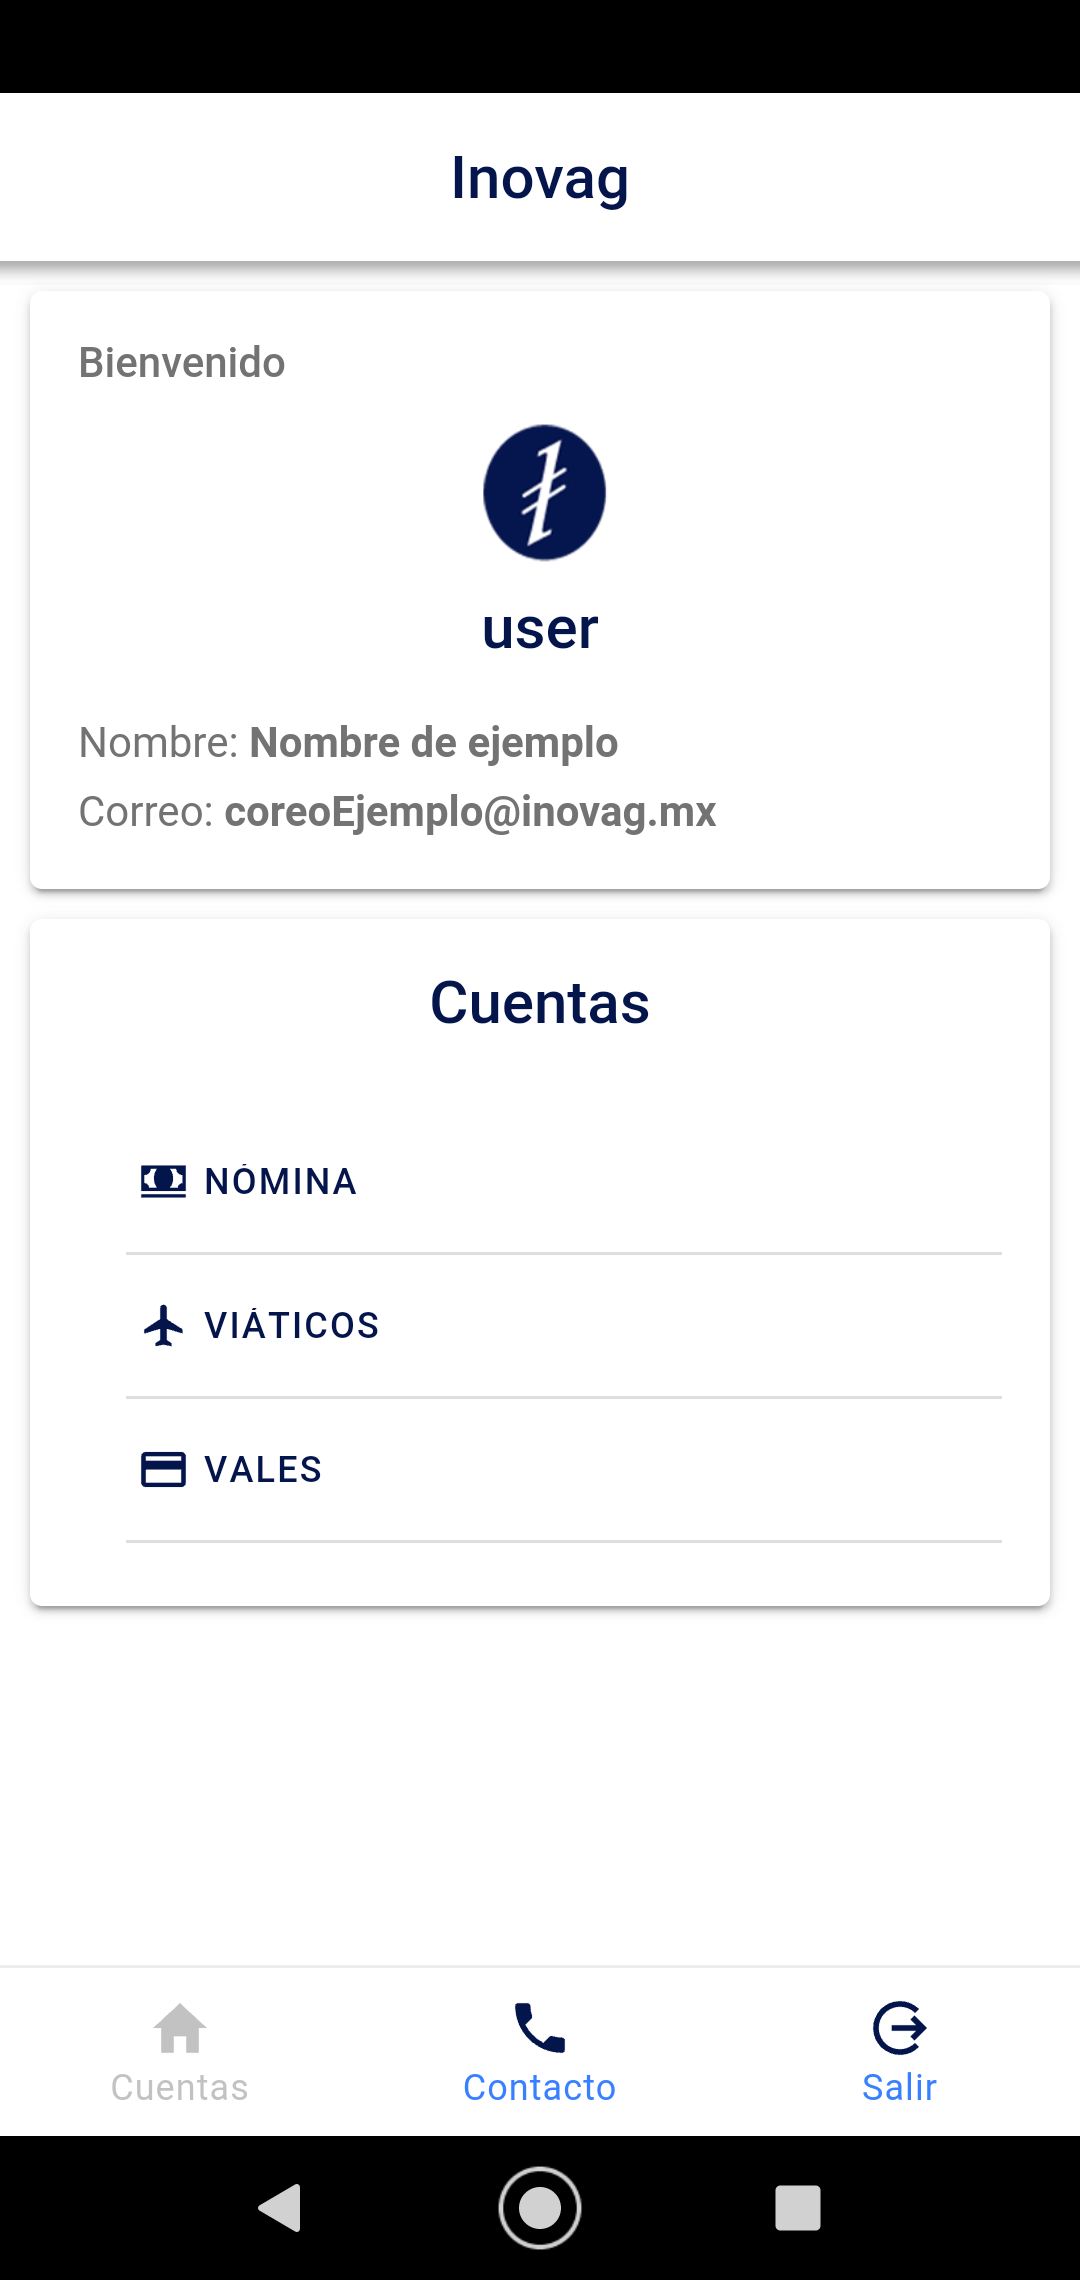 Inovag
Bienvenido
user
Nombre: Nombre de ejemplo
Correo: coreoEjemplo@inovag.mx
Cuentas
NÓMINA
VIÁTICOS
VALES
Cuentas
Contacto
Salir